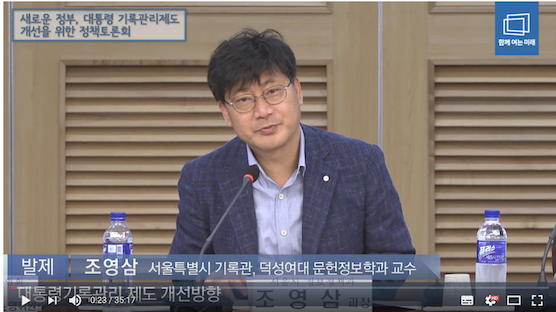 새로운 정부, 대통령 기록관리제도
개선을 위한 정책토론회
함께 여는 미래
발제 조영삼 서울특별시 기록관, 덕성여대 문헌정보학과 교수
대통령기록관리 제도 개선방향
조영삼 과장
0:23 / 35:17